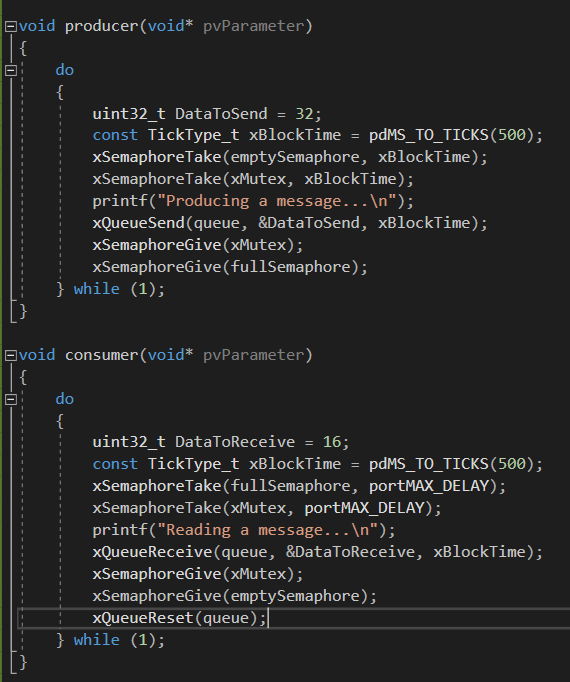 void producer(void* pvParameter)
{
    do
    {
        uint32_t DataToSend = 32;
        const TickType_t xBlockTime = pdMS_TO_TICKS(500);
        xSemaphoreTake(emptySemaphore, xBlockTime);
        xSemaphoreTake(xMutex, xBlockTime);
        printf("Producing a message...\n");
        xQueueSend(queue, &DataToSend, xBlockTime);
        xSemaphoreGive(xMutex);
        xSemaphoreGive(fullSemaphore);
    } while (1);
}
void consumer(void* pvParameter)
{
    do
    {
        uint32_t DataToReceive = 16;
        const TickType_t xBlockTime = pdMS_TO_TICKS(500);
        xSemaphoreTake(fullSemaphore, portMAX_DELAY);
        xSemaphoreTake(xMutex, portMAX_DELAY);
        printf("Reading a message...\n");
        xQueueReceive(queue, &DataToReceive, xBlockTime);
        xSemaphoreGive(xMutex);
        xSemaphoreGive(emptySemaphore);
        xQueueReset(queue);
    } while (1);
}